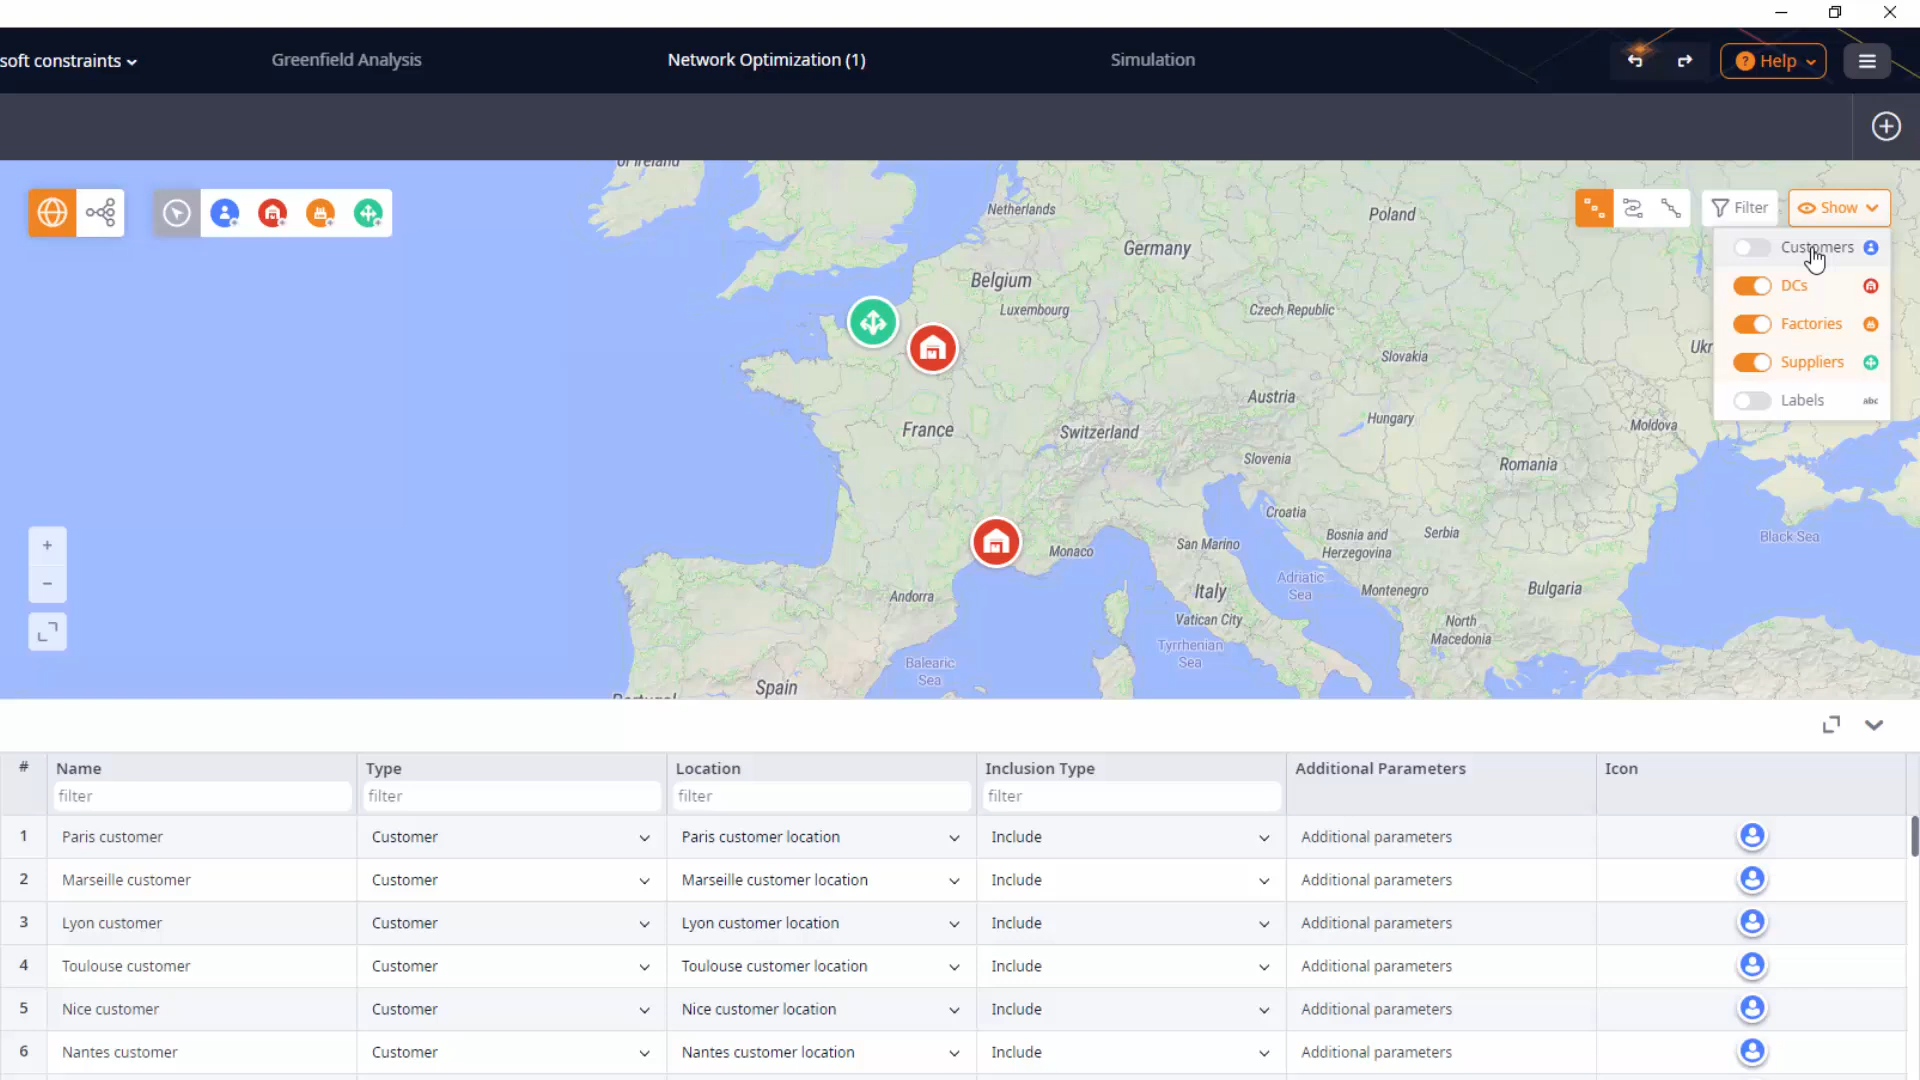 soft constraints
Greenfield Analysis
Network Optimization (1)
Simulation
? Help
of Ireland
Netherlands
Poland
Germany
Belgium
Luxembourg
Czech Republic
Slovakia
Ukr
Austria
France
Switzerland
Hungary
Moldova
Slovenia
Romania
Croatia
Bosnia and
Herzegovina
Serbia
Black Sea
San Marino
Monaco
Adriatic
Sea
Montenegro
Bulgaria
Andorra
Italy
Vatican City
North
Macedonia
Tyrrhenian
Sea
Balearic
Sea
Spain
Portugal
Filter
Show
Customers
DCs
Factories
Suppliers
Labels abc
+
−
# Name Type Location Inclusion Type Additional Parameters Icon
filter filter filter filter
1 Paris customer Customer Paris customer location Include Additional parameters
2 Marseille customer Customer Marseille customer location Include Additional parameters
3 Lyon customer Customer Lyon customer location Include Additional parameters
4 Toulouse customer Customer Toulouse customer location Include Additional parameters
5 Nice customer Customer Nice customer location Include Additional parameters
6 Nantes customer Customer Nantes customer location Include Additional parameters